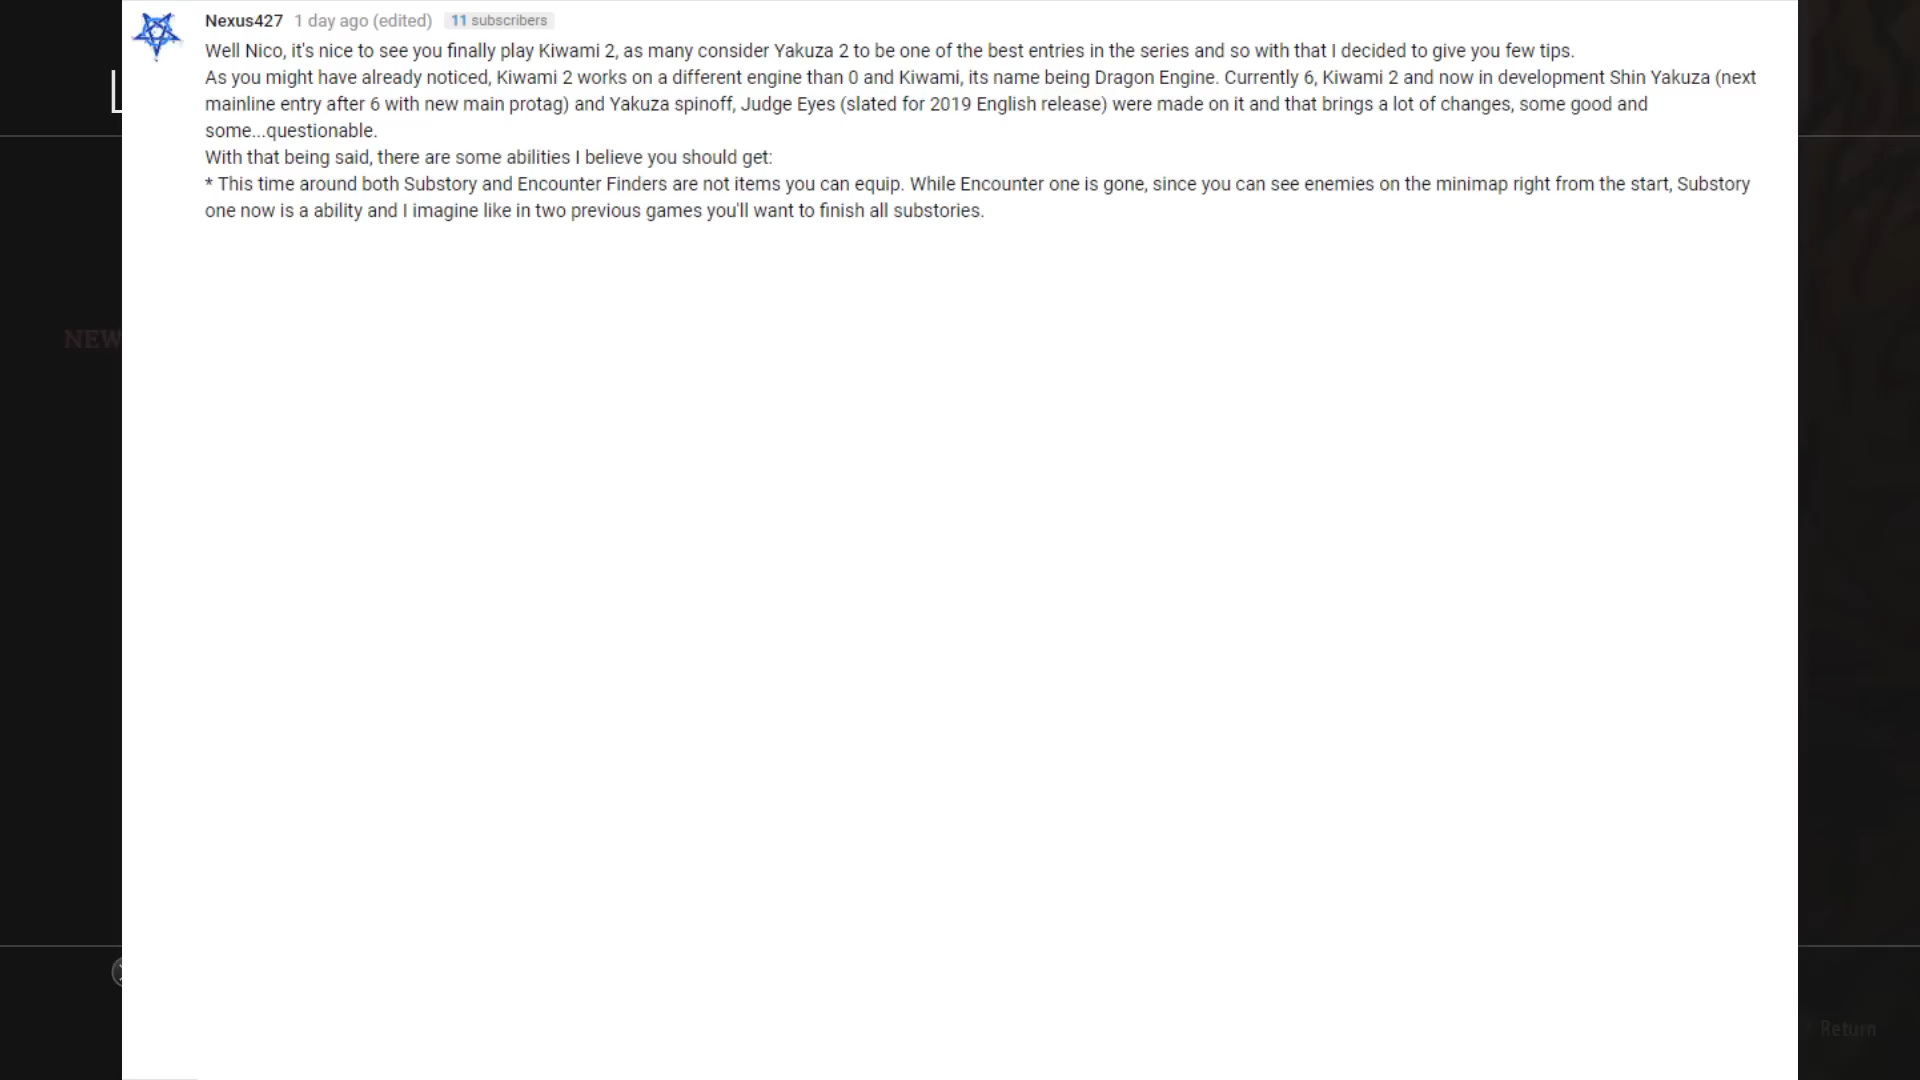 Nexus427 1 day ago (edited) 11 subscribers
Well Nico, it's nice to see you finally play Kiwami 2, as many consider Yakuza 2 to be one of the best entries in the series and so with that I decided to give you few tips.
As you might have already noticed, Kiwami 2 works on a different engine than 0 and Kiwami, its name being Dragon Engine. Currently 6, Kiwami 2 and now in development Shin Yakuza (next
mainline entry after 6 with new main protag) and Yakuza spinoff, Judge Eyes (slated for 2019 English release) were made on it and that brings a lot of changes, some good and
some...questionable.
With that being said, there are some abilities I believe you should get:
* This time around both Substory and Encounter Finders are not items you can equip. While Encounter one is gone, since you can see enemies on the minimap right from the start, Substory
one now is a ability and I imagine like in two previous games you'll want to finish all substories.
NEW
Return